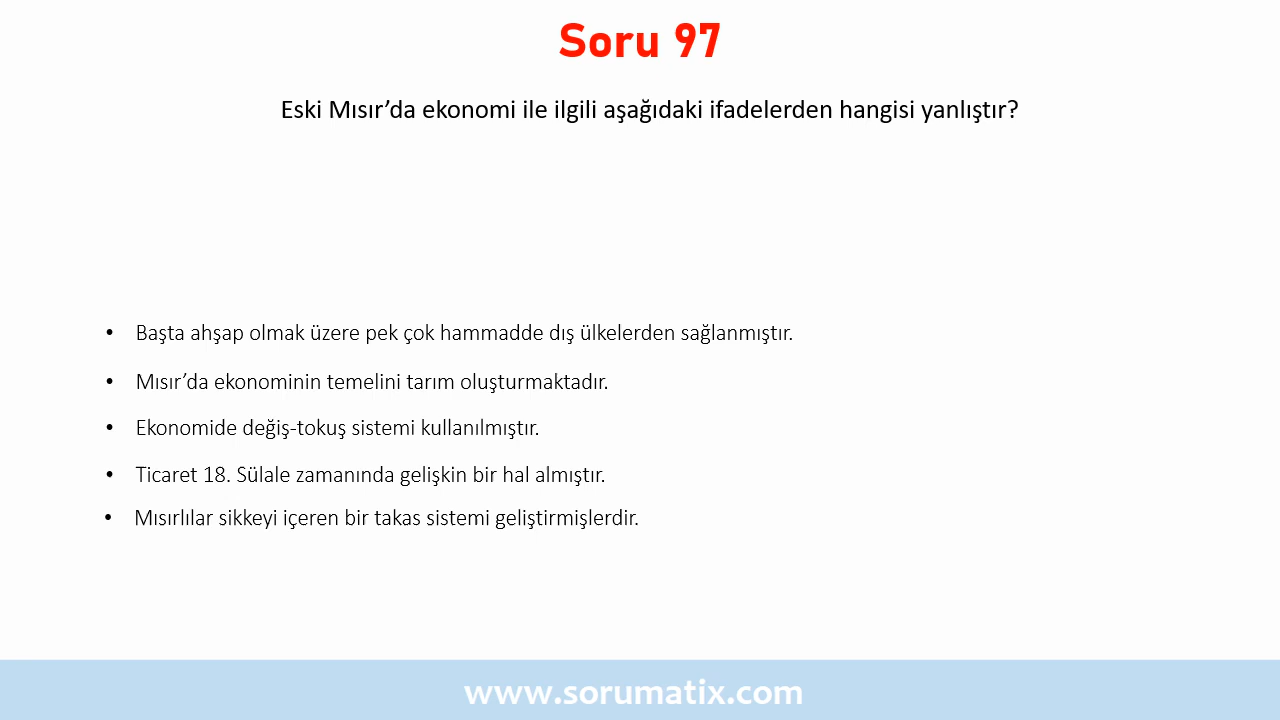 Soru 97
Eski Mısır’da ekonomi ile ilgili aşağıdaki ifadelerden hangisi yanlıştır?
• Başta ahşap olmak üzere pek çok hammadde dış ülkelerden sağlanmıştır.
• Mısır’da ekonominin temelini tarım oluşturmaktadır.
• Ekonomide değiş-tokuş sistemi kullanılmıştır.
• Ticaret 18. Sülale zamanında gelişkin bir hal almıştır.
• Mısırlılar sikkeyi içeren bir takas sistemi geliştirmişlerdir.
www.sorumatix.com